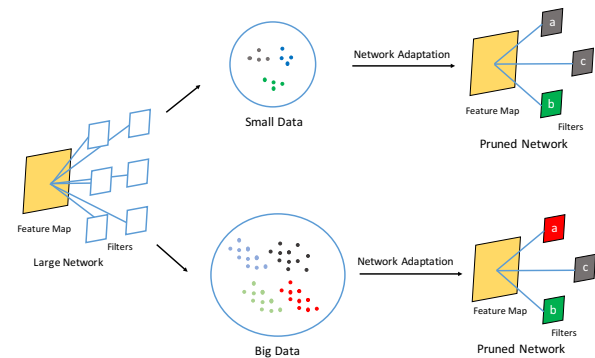 a
Network Adaptation
c
Feature Map
b
Filters
Small Data
Pruned Network
Feature Map
Filters
Large Network
a
Network Adaptation
c
Feature Map
b
Filters
Big Data
Pruned Network